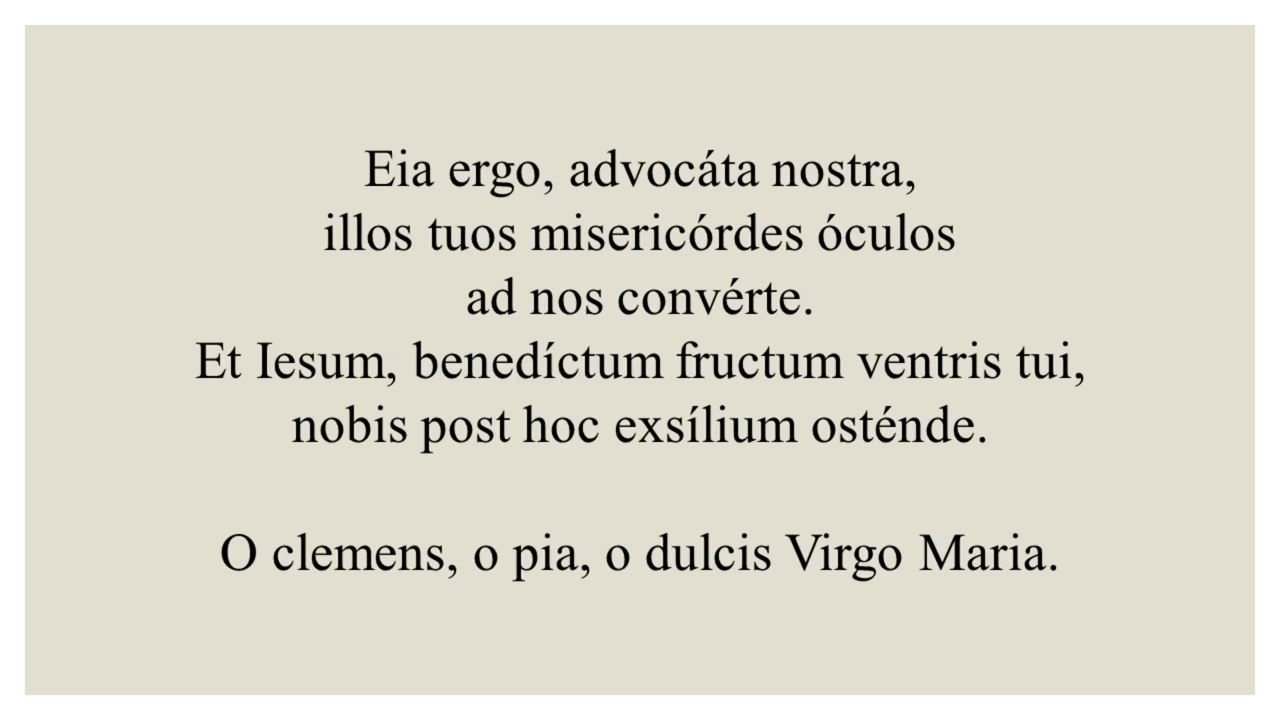 Eia ergo, advocáta nostra,
illos tuos misericórdes óculos
ad nos convérte.
Et Iesum, benedíctum fructum ventris tui,
nobis post hoc exsílium osténde.
O clemens, o pia, o dulcis Virgo Maria.